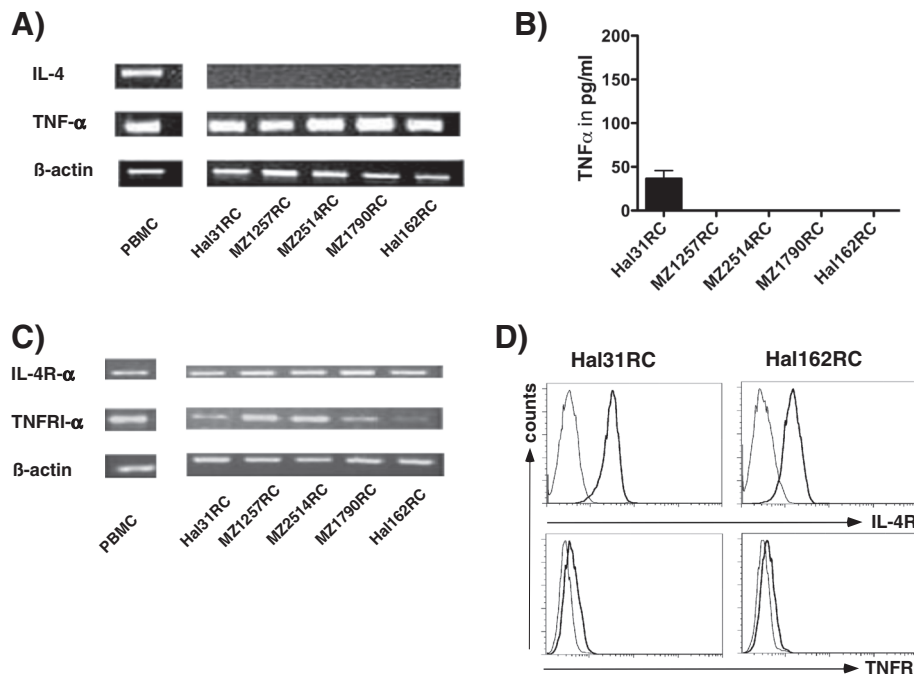 A)
IL-4
TNF-α
ß-actin
PBMC
Hal31RC
MZ1257RC
MZ2514RC
MZ1790RC
Hal162RC
B)
TNFα in pg/ml
200
150
100
50
0
Hal31RC
MZ1257RC
MZ2514RC
MZ1790RC
Hal162RC
C)
IL-4R-α
TNFRI-α
ß-actin
PBMC
Hal31RC
MZ1257RC
MZ2514RC
MZ1790RC
Hal162RC
D)
Hal31RC
Hal162RC
counts
IL-4R
TNFR